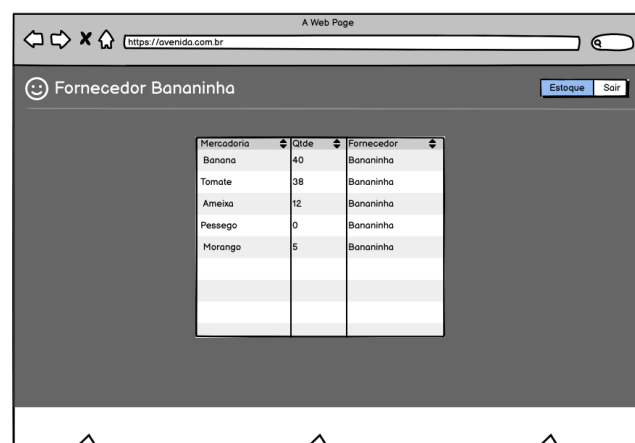 A Web Page
https://avenida.com.br
Fornecedor Bananinha
Estoque Sair
Mercadoria Qtde Fornecedor
Banana 40 Bananinha
Tomate 38 Bananinha
Ameixa 12 Bananinha
Pessego 0 Bananinha
Morango 5 Bananinha